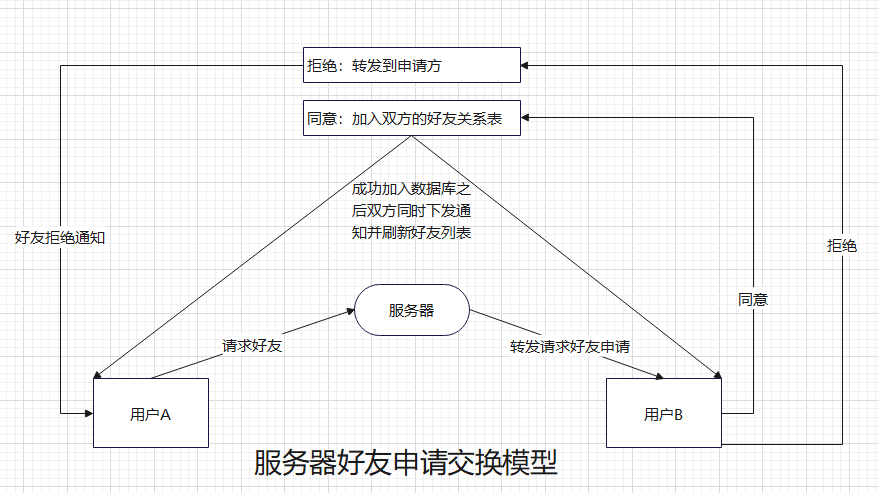 拒绝：转发到申请方
同意：加入双方的好友关系表
成功加入数据库之
后双方同时下发通
知并刷新好友列表
好友拒绝通知
拒绝
服务器
同意
请求好友
转发请求好友申请
用户A
用户B
服务器好友申请交换模型